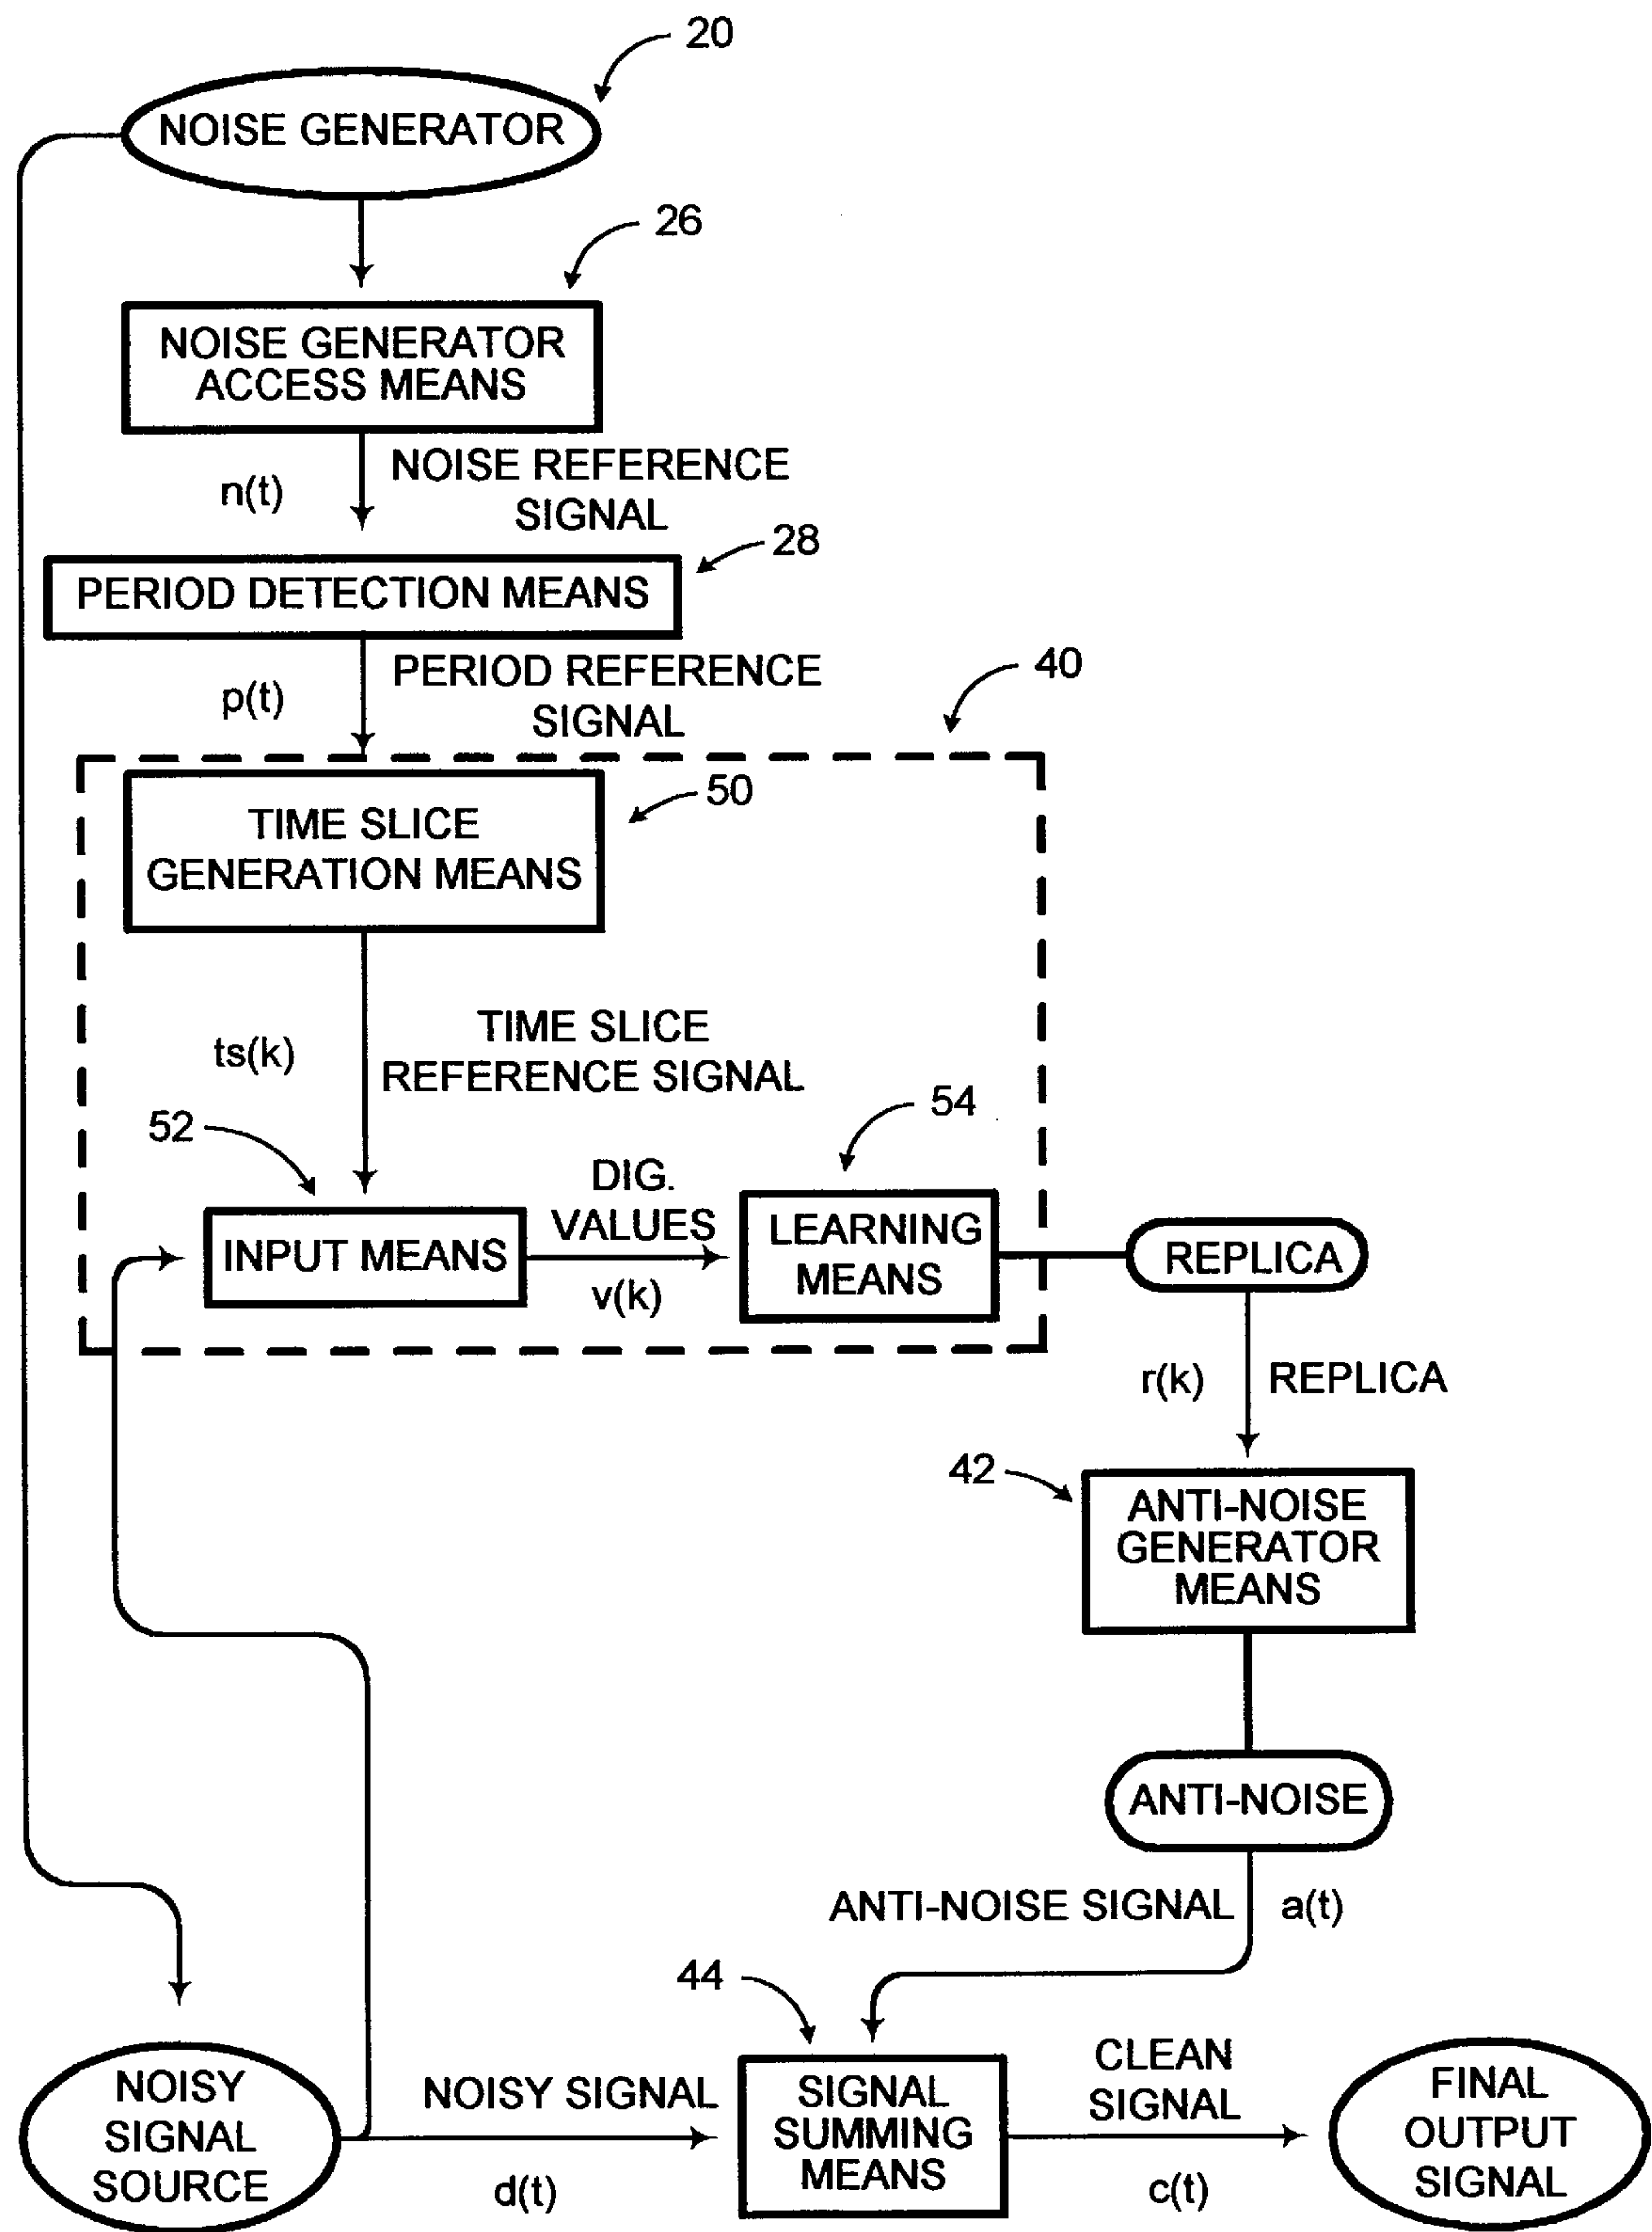 20
NOISE GENERATOR
26
NOISE GENERATOR
ACCESS MEANS
n(t)
NOISE REFERENCE
SIGNAL
28
PERIOD DETECTION MEANS
p(t)
PERIOD REFERENCE
SIGNAL
40
50
TIME SLICE
GENERATION MEANS
ts(k)
TIME SLICE
REFERENCE SIGNAL
52
54
DIG.
VALUES
v(k)
INPUT MEANS
LEARNING
MEANS
REPLICA
r(k)
REPLICA
42
ANTI-NOISE
GENERATOR
MEANS
ANTI-NOISE
ANTI-NOISE SIGNAL
a(t)
44
NOISY
SIGNAL
SOURCE
NOISY SIGNAL
d(t)
SIGNAL
SUMMING
MEANS
CLEAN
SIGNAL
c(t)
FINAL
OUTPUT
SIGNAL